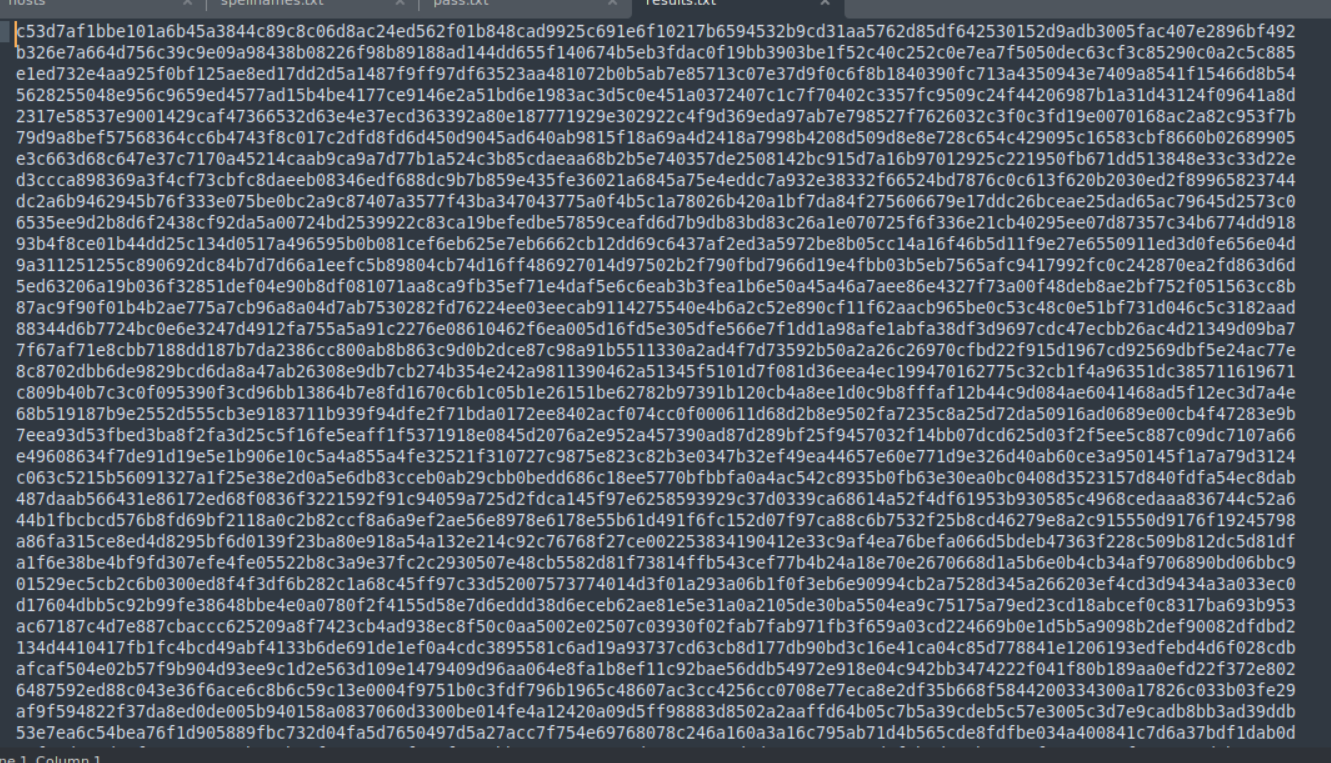 hosts spellnames.txt pass.txt results.txt
c53d7af1bbe101a6b45a3844c89c8c06d8ac24ed562f01b848cad9925c691e6f10217b6594532b9cd31aa5762d85df642530152d9adb3005fac407e2896bf492
b326e7a664d756c39c9e09a98438b08226f98b89188ad144dd655f140674b5eb3fdac0f19bb3903be1f52c40c252c0e7ea7f5050dec63cf3c85290c0a2c5c885
e1ed732e4aa925f0bf125ae8ed17dd2d5a1487f9ff97df63523aa481072b0b5ab7e85713c07e37d9f0c6f8b1840390fc713a4350943e7409a8541f15466d8b54
5628255048e956c9659ed4577ad15b4be4177ce9146e2a51bd6e1983ac3d5c0e451a0372407c1c7f70402c3357fc9509c24f44206987b1a31d43124f09641a8d
2317e58537e9001429caf47366532d63e4e37ecd363392a80e187771929e302922c4f9d369eda97ab7e798527f7626032c3f0c3fd19e0070168ac2a82c953f7b
79d9a8bef57568364cc6b4743f8c017c2dfd8fd6d450d9045ad640ab9815f18a69a4d2418a7998b4208d509d8e8e728c654c429095c16583cbf8660b02689905
e3c663d68c647e37c7170a45214caab9ca9a7d77b1a524c3b85cdaeaa68b2b5e740357de2508142bc915d7a16b97012925c221950fb671dd513848e33c33d22e
d3ccca898369a3f4cf73cbfc8daeeb08346edf688dc9b7b859e435fe36021a6845a75e4eddc7a932e38332f66524bd7876c0c613f620b2030ed2f89965823744
dc2a6b9462945b76f333e075be0bc2a9c87407a3577f43ba347043775a0f4b5c1a78026b420a1bf7da84f275606679e17ddc26bceae25dad65ac79645d2573c0
6535ee9d2b8d6f2438cf92da5a00724bd2539922c83ca19befedbe57859ceafd6d7b9db83bd83c26a1e070725f6f336e21cb40295ee07d87357c34b6774dd918
93b4f8ce01b44dd25c134d0517a496595b0b081cef6eb625e7eb6662cb12dd69c6437af2ed3a5972be8b05cc14a16f46b5d11f9e27e6550911ed3d0fe656e04d
9a311251255c890692dc84b7d7d66a1eefc5b89804cb74d16ff486927014d97502b2f790fbd7966d19e4fbb03b5eb7565afc9417992fc0c242870ea2fd863d6d
5ed63206a19b036f32851def04e90b8df081071aa8ca9fb35ef71e4daf5e6c6eab3b3fea1b6e50a45a46a7aee86e4327f73a00f48deb8ae2bf752f051563cc8b
87ac9f90f01b4b2ae775a7cb96a8a04d7ab7530282fd76224ee03eecab9114275540e4b6a2c52e890cf11f62aacb965be0c53c48c0e51bf731d046c5c3182aad
88344d6b7724bc0e6e3247d4912fa755a5a91c2276e08610462f6ea005d16fd5e305dfe566e7f1dd1a98afe1abfa38df3d9697cdc47ecbb26ac4d21349d09ba7
7f67af71e8cbb7188dd187b7da2386cc800ab8b863c9d0b2dce87c98a91b5511330a2ad4f7d73592b50a2a26c26970cfbd22f915d1967cd92569dbf5e24ac77e
8c8702dbb6de9829bcd6da8a47ab26308e9db7cb274b354e242a9811390462a51345f5101d7f081d36eea4ec199470162775c32cb1f4a96351dc385711619671
c809b40b7c3c0f095390f3cd96bb13864b7e8fd1670c6b1c05b1e26151be62782b97391b120cb4a8ee1d0c9b8fffaf12b44c9d084ae6041468ad5f12ec3d7a4e
68b519187b9e2552d555cb3e9183711b939f94dfe2f71bda0172ee8402acf074cc0f000611d68d2b8e9502fa7235c8a25d72da50916ad0689e00cb4f47283e9b
7eea93d53fbed3ba8f2fa3d25c5f16fe5eaff1f5371918e0845d2076a2e952a457390ad87d289bf25f9457032f14bb07dcd625d03f2f5ee5c887c09dc7107a66
e49608634f7de91d19e5e1b906e10c5a4a855a4fe32521f310727c9875e823c82b3e0347b32ef49ea44657e60e771d9e326d40ab60ce3a950145f1a7a79d3124
c063c5215b56091327a1f25e38e2d0a5e6db83cceb0ab29cbb0bedd686c18ee5770bfbbfa0a4ac542c8935b0fb63e30ea0bc0408d3523157d840fdfa54ec8dab
487daab566431e86172ed68f0836f3221592f91c94059a725d2fdca145f97e6258593929c37d0339ca68614a52f4df61953b930585c4968cedaaa836744c52a6
44b1fbcbcd576b8fd69bf2118a0c2b82ccf8a6a9ef2ae56e8978e6178e55b61d491f6fc152d07f97ca88c6b7532f25b8cd46279e8a2c915550d9176f19245798
a86fa315ce8ed4d8295bf6d0139f23ba80e918a54a132e214c92c76768f27ce002253834190412e33c9af4ea76befa066d5bdeb47363f228c509b812dc5d81df
a1f6e38be4bf9fd307efe4fe05522b8c3a9e37fc2c2930507e48cb5582d81f73814ffb543cef77b4b24a18e70e2670668d1a5b6e0b4cb34af9706890bd06bbc9
01529ec5cb2c6b0300ed8f4f3df6b282c1a68c45ff97c33d52007573774014d3f01a293a06b1f0f3eb6e90994cb2a7528d345a266203ef4cd3d9434a3a033ec0
d17604dbb5c92b99fe38648bbe4e0a0780f2f4155d58e7d6eddd38d6eceb62ae81e5e31a0a2105de30ba5504ea9c75175a79ed23cd18abcef0c8317ba693b953
ac67187c4d7e887cbaccc625209a8f7423cb4ad938ec8f50c0aa5002e02507c03930f02fab7fab971fb3f659a03cd224669b0e1d5b5a9098b2def90082dfdbd2
134d4410417fb1fc4bcd49abf4133b6de691de1ef0a4cdc3895581c6ad19a93737cd63cb8d177db90bd3c16e41ca04c85d778841e1206193edfebd4d6f028cdb
afcaf504e02b57f9b904d93ee9c1d2e563d109e1479409d96aa064e8fa1b8ef11c92bae56ddb54972e918e04c942bb3474222f041f80b189aa0efd22f372e802
6487592ed88c043e36f6ace6c8b6c59c13e0004f9751b0c3fdf796b1965c48607ac3cc4256cc0708e77eca8e2df35b668f5844200334300a17826c033b03fe29
af9f594822f37da8ed0de005b940158a0837060d3300be014fe4a12420a09d5ff98883d8502a2aaffd64b05c7b5a39cdeb5c57e3005c3d7e9cadb8bb3ad39ddb
53e7ea6c54bea76f1d905889fbc732d04fa5d7650497d5a27acc7f754e69768078c246a160a3a16c795ab71d4b565cde8fdfbe034a400841c7d6a37bdf1dab0d
ne 1, Column 1